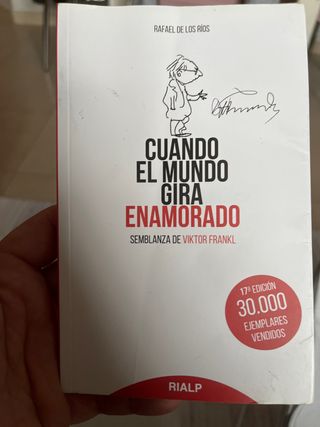 RAFAEL DE LOS RÍOS
CUANDO
EL MUNDO
GIRA
ENAMORADO
SEMBLANZA DE VIKTOR FRANKL
17ª EDICIÓN
30.000
EJEMPLARES
VENDIDOS
RIALP